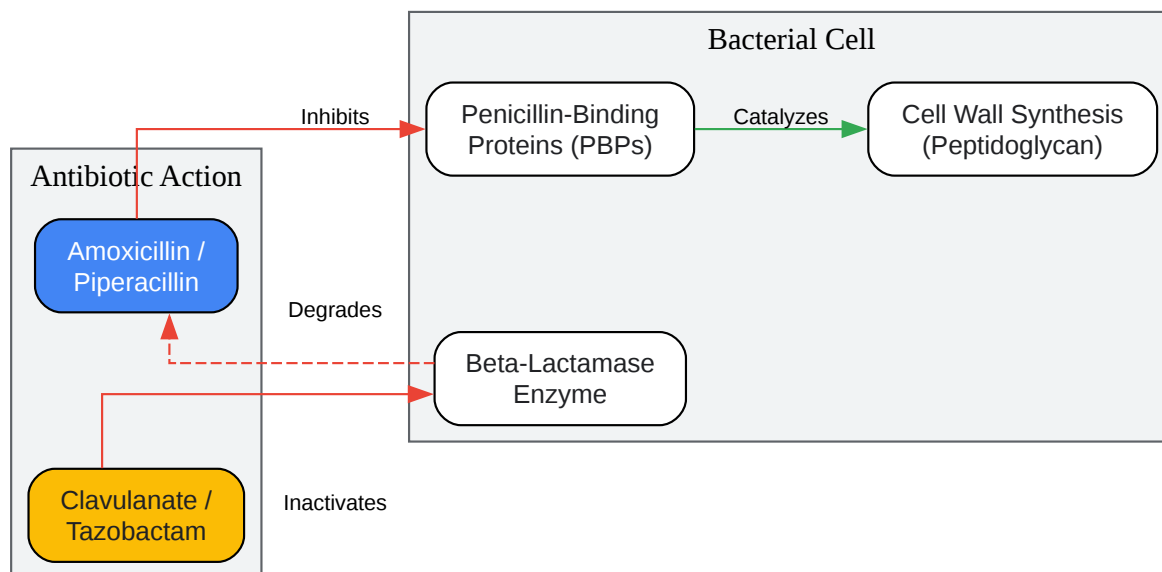 Bacterial Cell
Inhibits
Penicillin-Binding
Proteins (PBPs)
Catalyzes
Cell Wall Synthesis
(Peptidoglycan)
Antibiotic Action
Amoxicillin /
Piperacillin
Degrades
Beta-Lactamase
Enzyme
Clavulanate /
Tazobactam
Inactivates